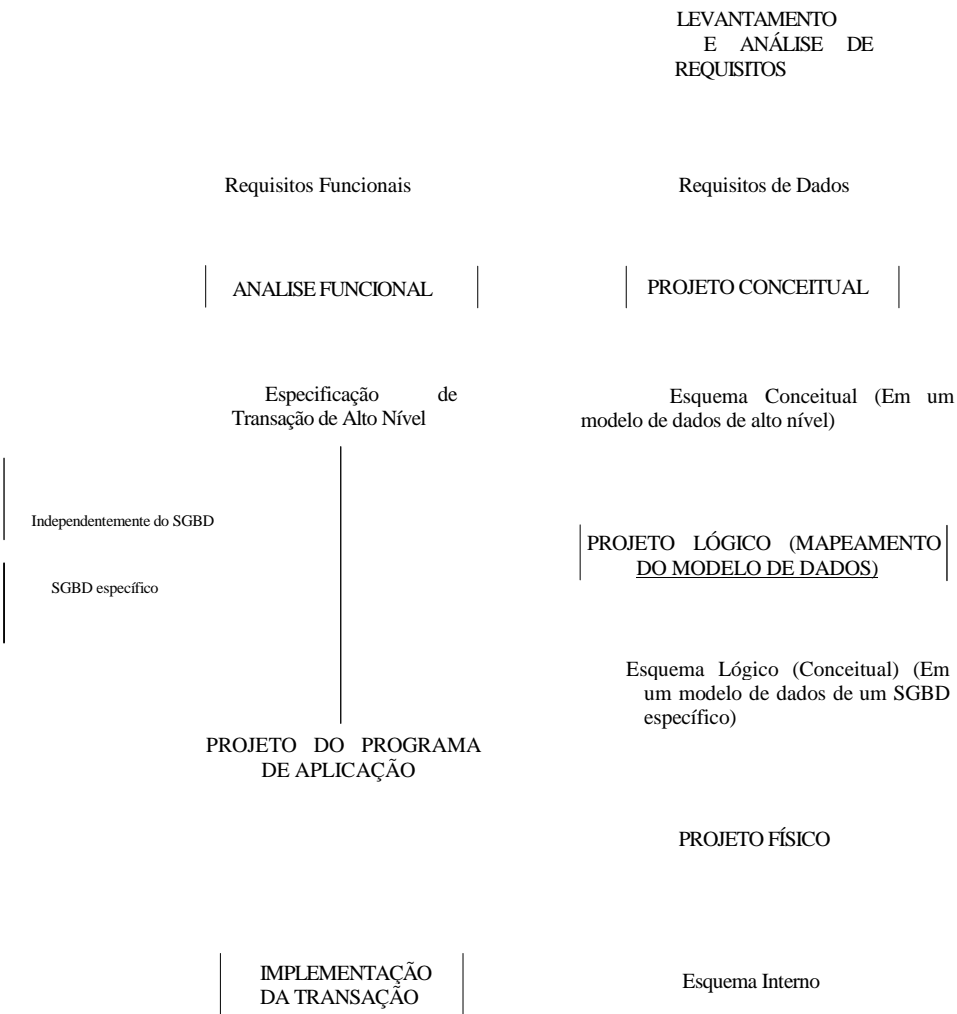 LEVANTAMENTO
E ANÁLISE DE
REQUISITOS
Requisitos Funcionais
Requisitos de Dados
ANALISE FUNCIONAL
PROJETO CONCEITUAL
Especificação de
Transação de Alto Nível
Esquema Conceitual (Em um
modelo de dados de alto nível)
Independentemente do SGBD
SGBD específico
PROJETO LÓGICO (MAPEAMENTO
DO MODELO DE DADOS)
Esquema Lógico (Conceitual) (Em
um modelo de dados de um SGBD
específico)
PROJETO DO PROGRAMA
DE APLICAÇÃO
PROJETO FÍSICO
IMPLEMENTAÇÃO
DA TRANSAÇÃO
Esquema Interno